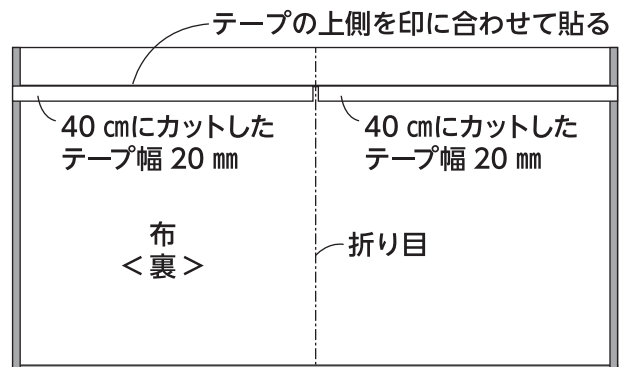 テープの上側を印に合わせて貼る
40 ㎝にカットした
テープ幅 20 ㎜
40 ㎝にカットした
テープ幅 20 ㎜
布
＜裏＞
折り目